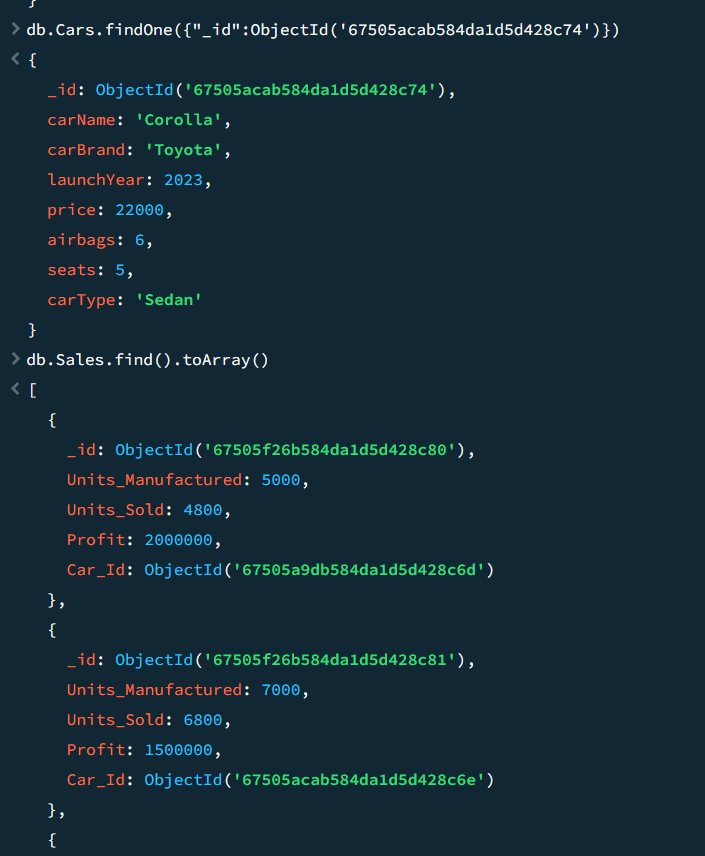 }
> db.Cars.findOne({"_id":ObjectId('67505acab584da1d5d428c74')})
< {
_id: ObjectId('67505acab584da1d5d428c74'),
carName: 'Corolla',
carBrand: 'Toyota',
launchYear: 2023,
price: 22000,
airbags: 6,
seats: 5,
carType: 'Sedan'
}
> db.Sales.find().toArray()
< [
{
_id: ObjectId('67505f26b584da1d5d428c80'),
Units_Manufactured: 5000,
Units_Sold: 4800,
Profit: 2000000,
Car_Id: ObjectId('67505a9db584da1d5d428c6d')
},
{
_id: ObjectId('67505f26b584da1d5d428c81'),
Units_Manufactured: 7000,
Units_Sold: 6800,
Profit: 1500000,
Car_Id: ObjectId('67505acab584da1d5d428c6e')
},
{